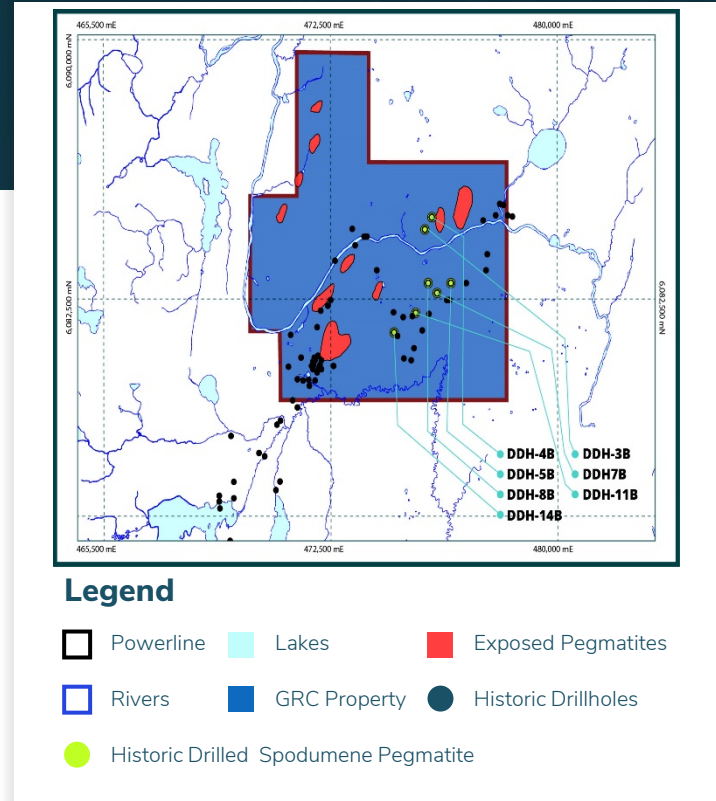 465,500 mE 472,500 mE 480,000 mE
6,090,000 mN
6,082,500 mN 6,082,500 mN
DDH-4B DDH-3B
DDH-5B DDH7B
DDH-8B DDH-11B
DDH-14B
465,500 mE 472,500 mE 480,000 mE
Legend
Powerline Lakes Exposed Pegmatites
Rivers GRC Property Historic Drillholes
Historic Drilled Spodumene Pegmatite